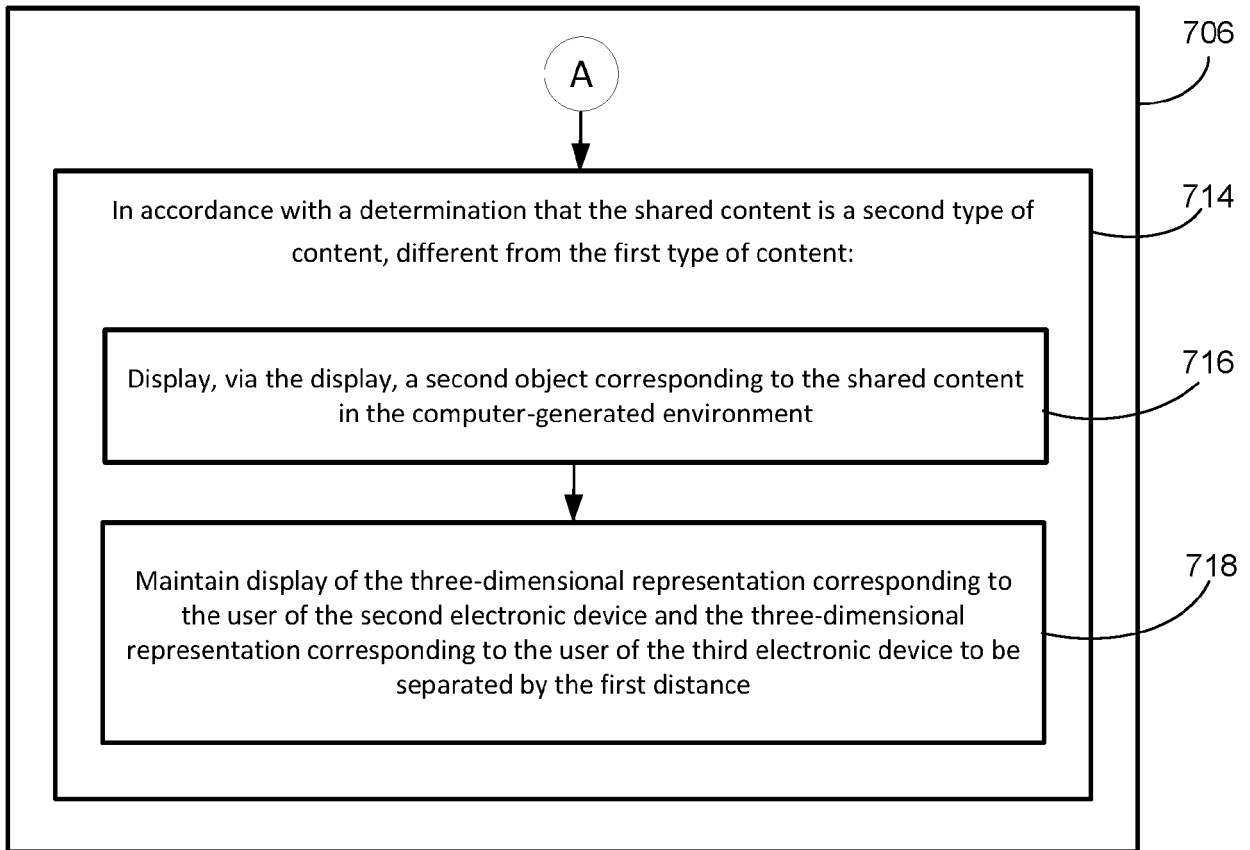 706
A
714
In accordance with a determination that the shared content is a second type of
content, different from the first type of content:
716
Display, via the display, a second object corresponding to the shared content
in the computer-generated environment
718
Maintain display of the three-dimensional representation corresponding to
the user of the second electronic device and the three-dimensional
representation corresponding to the user of the third electronic device to be
separated by the first distance